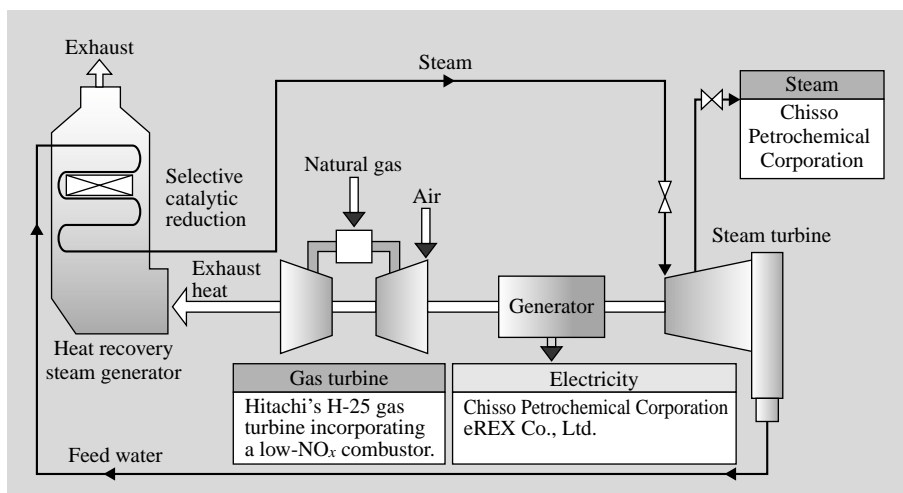 Exhaust
Steam
Steam
Chisso
Petrochemical
Corporation
Natural gas
Selective
catalytic
reduction
Air
Steam turbine
Exhaust
heat
Generator
Heat recovery
steam generator
Gas turbine
Hitachi's H-25 gas
turbine incorporating
a low-NOx combustor.
Electricity
Chisso Petrochemical Corporation
eREX Co., Ltd.
Feed water